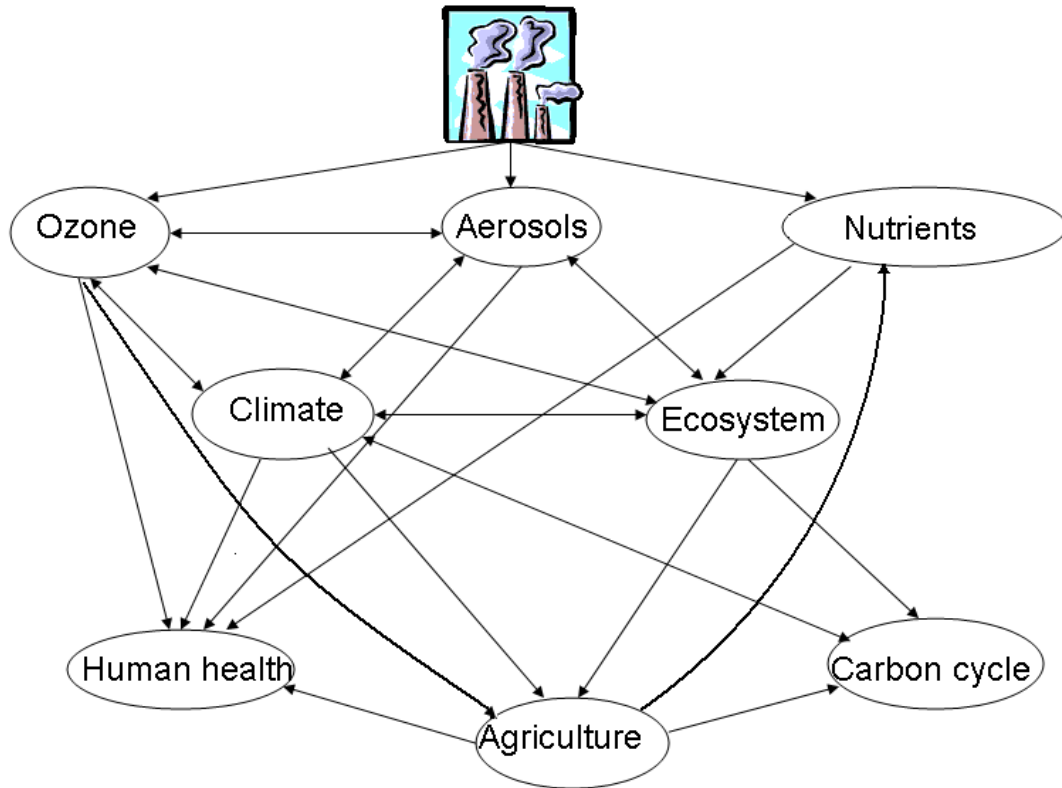 Ozone
Aerosols
Nutrients
Climate
Ecosystem
Human health
Agriculture
Carbon cycle